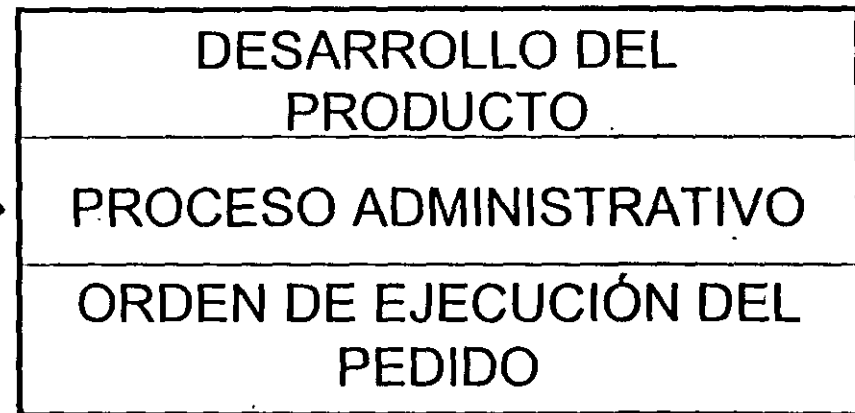 DESARROLLO DEL
PRODUCTO
PROCESO ADMINISTRATIVO
ORDEN DE EJECUCIÓN DEL
PEDIDO